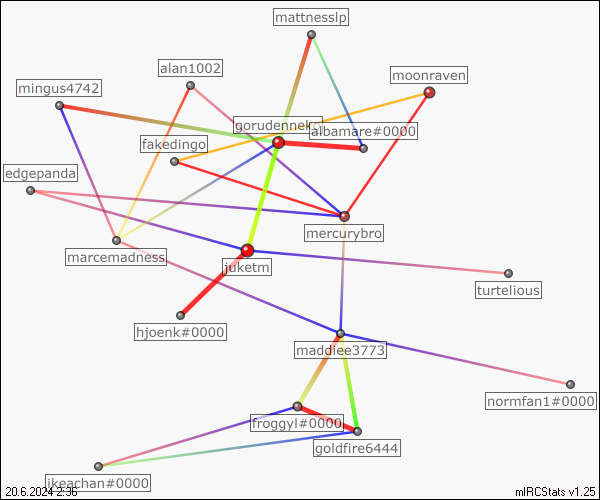 mattnesslp
alan1002
moonraven
mingus4742
albamare#0000
fakedingo
edgepanda
mercurybro
marcemadness
juketm
turtelious
hjoenk#0000
maddiee3773
normfan1#0000
froggyl#0000
goldfire6444
ikeachan#0000
20.6.2024 2:36
mIRCStats v1.25